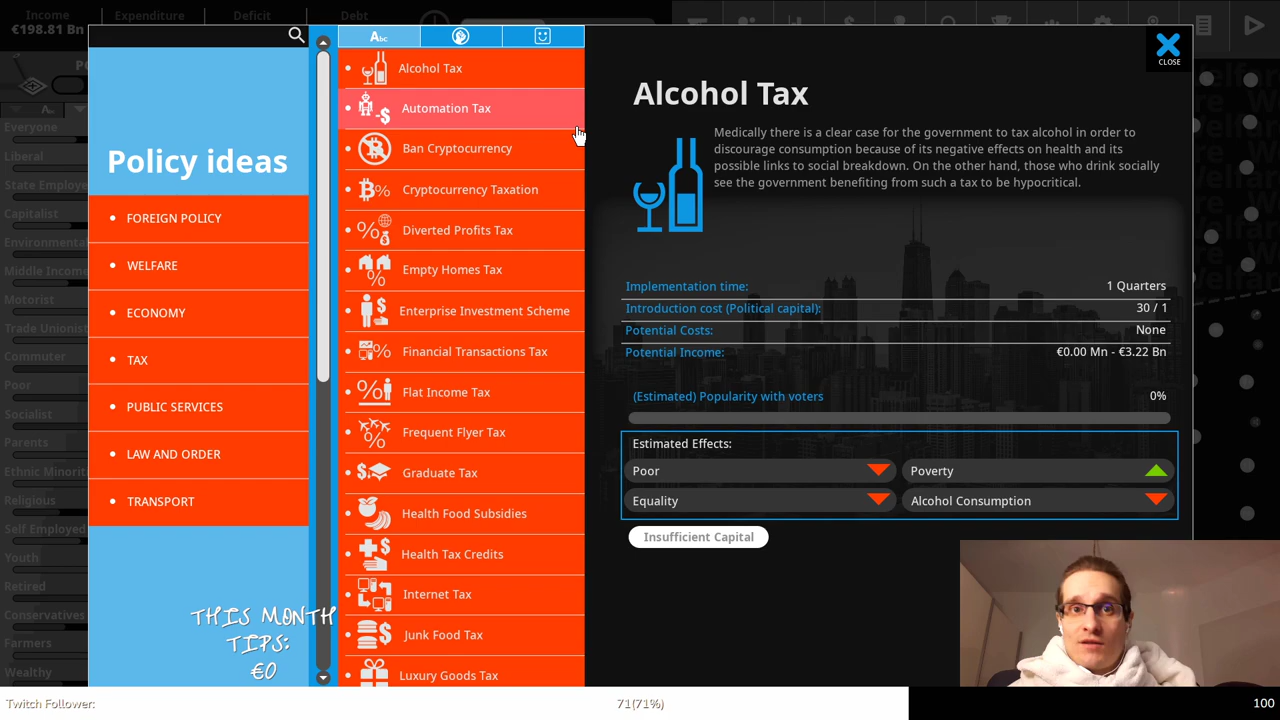 Income
Expenditure
Deficit
Debt
€198.81 Bn
CLOSE
Abc
Policy ideas
FOREIGN POLICY
WELFARE
ECONOMY
TAX
PUBLIC SERVICES
LAW AND ORDER
TRANSPORT
Alcohol Tax
Automation Tax
Ban Cryptocurrency
Cryptocurrency Taxation
Diverted Profits Tax
Empty Homes Tax
Enterprise Investment Scheme
Financial Transactions Tax
Flat Income Tax
Frequent Flyer Tax
Graduate Tax
Health Food Subsidies
Health Tax Credits
Internet Tax
Junk Food Tax
Luxury Goods Tax
Alcohol Tax
Medically there is a clear case for the government to tax alcohol in order to
discourage consumption because of its negative effects on health and its
possible links to social breakdown. On the other hand, those who drink socially
see the government benefiting from such a tax to be hypocritical.
Implementation time: 1 Quarters
Introduction cost (Political capital): 30 / 1
Potential Costs: None
Potential Income: €0.00 Mn - €3.22 Bn
(Estimated) Popularity with voters 0%
Estimated Effects:
Poor
Poverty
Equality
Alcohol Consumption
Insufficient Capital
Everyone
Liberal
State Employe
Capitalist
Environmenta
Middle Income
Motorist
Trade Unionist
Commuter
Poor
Socialist
Parents
Ethnic Minoriti
Religious
Self Employed
Youth
Retired
Conservatives
Farmers
Wealthy
THIS MONTH
TIPS:
€0
Twitch Follower: 71(71%) 100